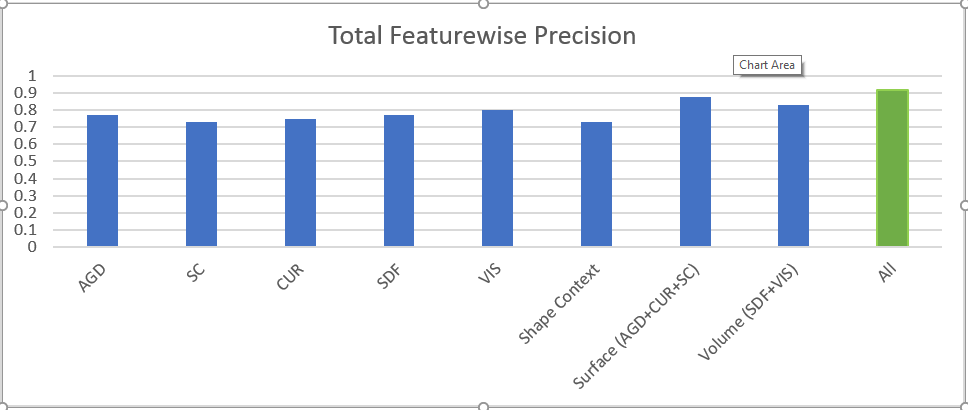 Total Featurewise Precision
Chart Area
1
0.9
0.8
0.7
0.6
0.5
0.4
0.3
0.2
0.1
0
AGD
SC
CUR
SDF
VIS
Shape Context
Surface (AGD+CUR+SC)
Volume (SDF+VIS)
All